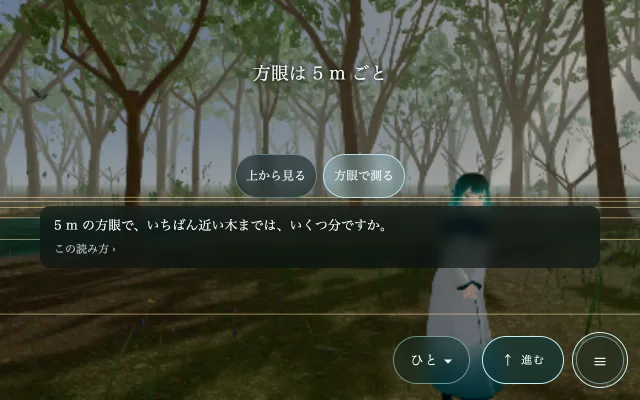 方眼は 5 m ごと
上から見る
方眼で測る
5 m の方眼で、いちばん近い木までは、いくつ分ですか。
この読み方 ›
ひと
↑ 進む